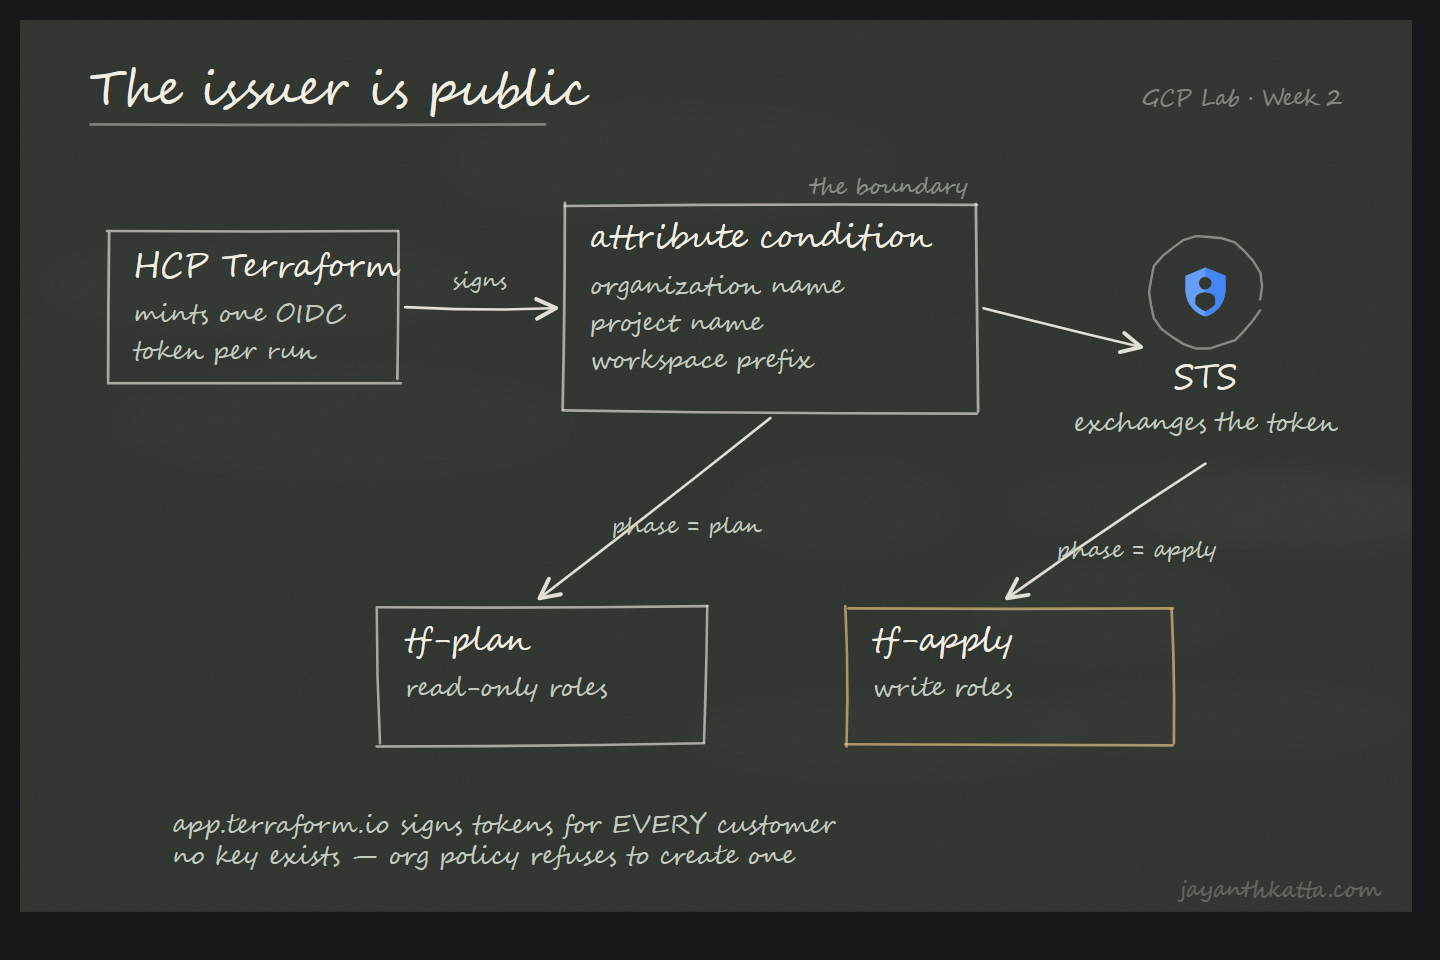 The issuer is public
GCP Lab · Week 2
the boundary
HCP Terraform
mints one OIDC
token per run
signs
attribute condition
organization name
project name
workspace prefix
STS
exchanges the token
phase = plan
phase = apply
tf-plan
read-only roles
tf-apply
write roles
app.terraform.io signs tokens for EVERY customer
no key exists — org policy refuses to create one
jayanthkatta.com